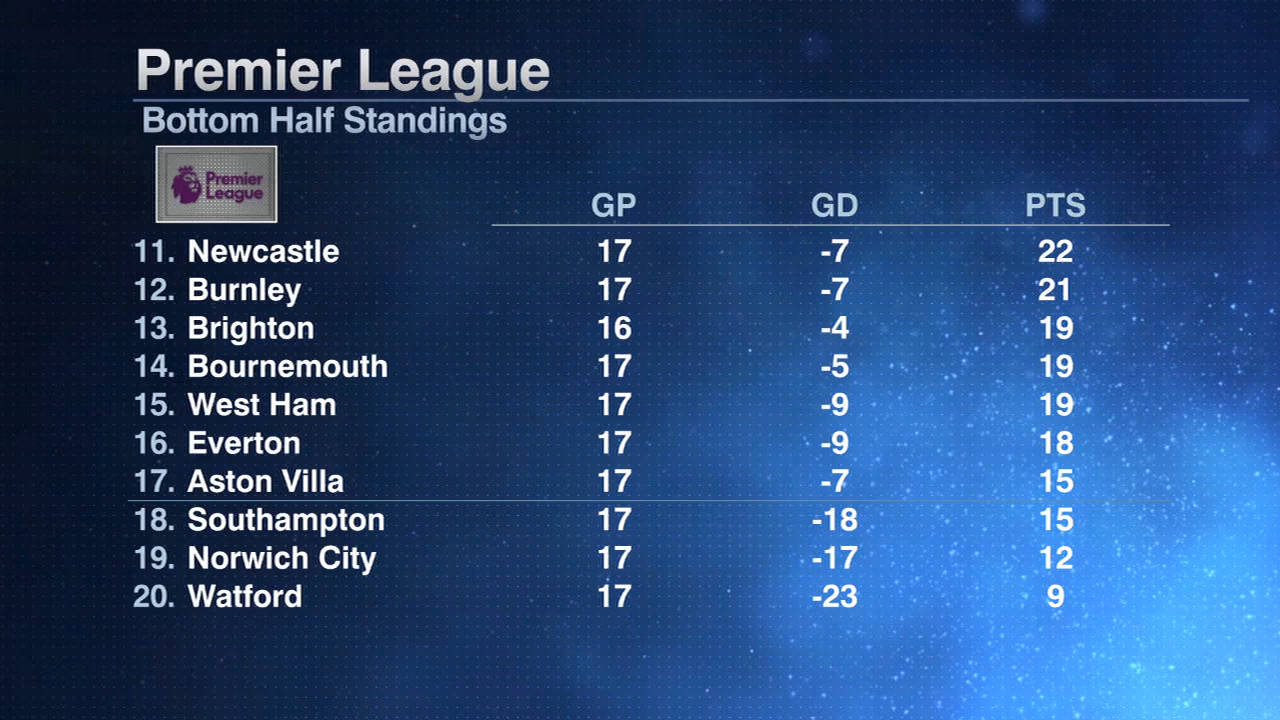 Premier League
Bottom Half Standings
Premier
League
GP GD PTS
11. Newcastle 17 -7 22
12. Burnley 17 -7 21
13. Brighton 16 -4 19
14. Bournemouth 17 -5 19
15. West Ham 17 -9 19
16. Everton 17 -9 18
17. Aston Villa 17 -7 15
18. Southampton 17 -18 15
19. Norwich City 17 -17 12
20. Watford 17 -23 9